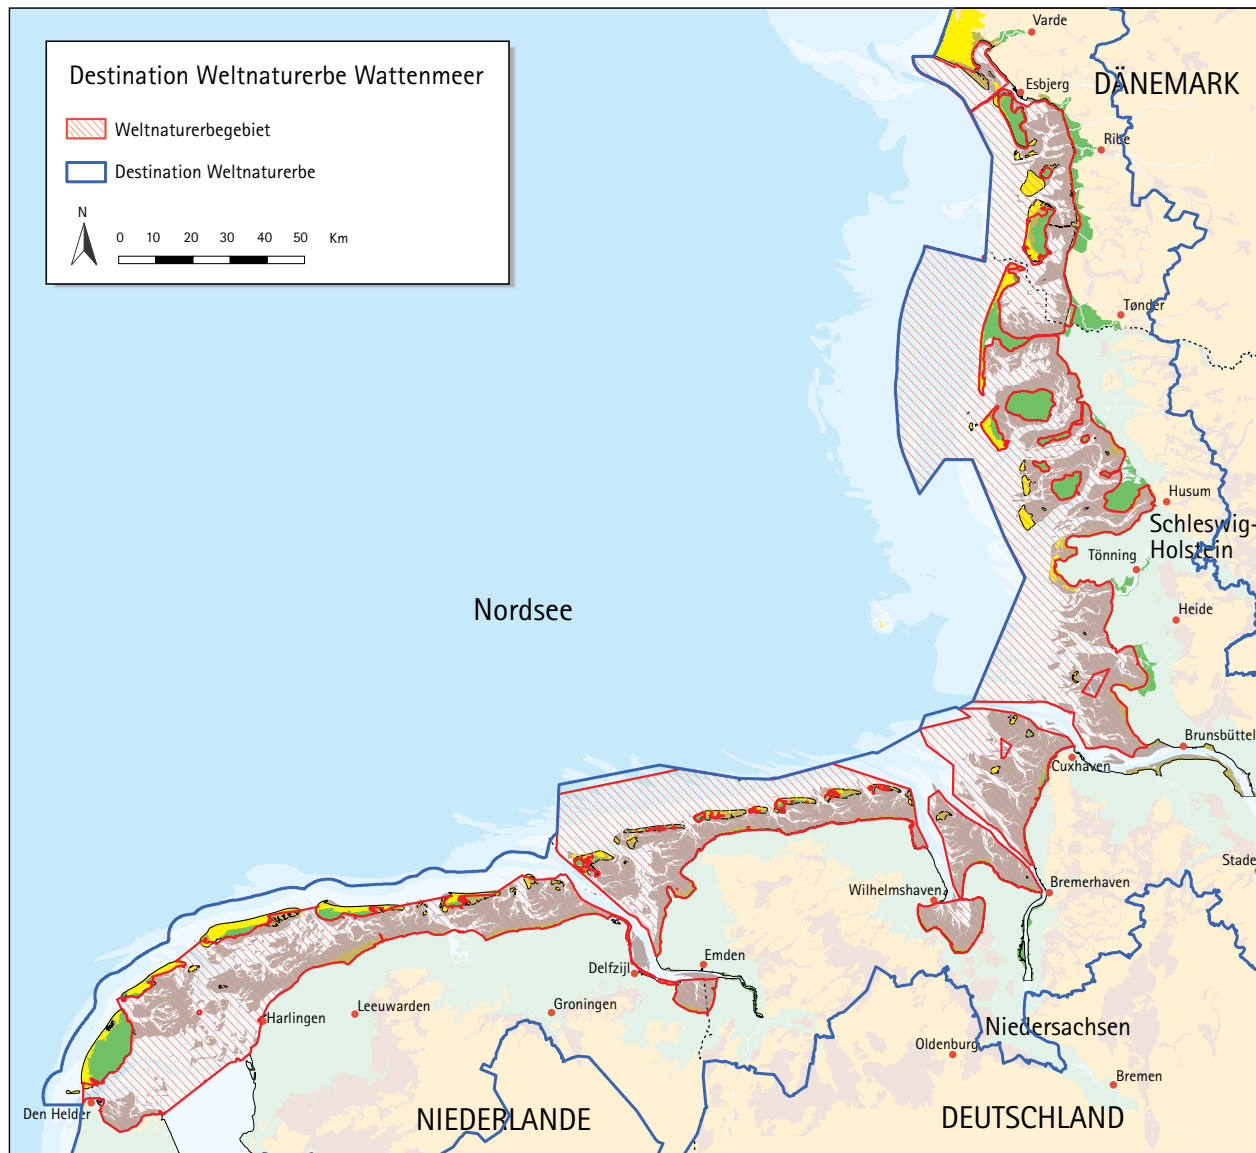 Destination Weltnaturerbe Wattenmeer
Weltnaturerbegebiet
Destination Weltnaturerbe
N
0 10 20 30 40 50 Km
Varde
DÄNEMARK
Esbjerg
Ribe
Tønder
Husum
Schleswig-
Holstein
Tönning
Nordsee
Heide
Brunsbüttel
Cuxhaven
Stade
Wilhelmshaven
Bremerhaven
Emden
Delfzijl
Groningen
Leeuwarden
Harlingen
Niedersachsen
Oldenburg
Bremen
Den Helder
NIEDERLANDE
DEUTSCHLAND